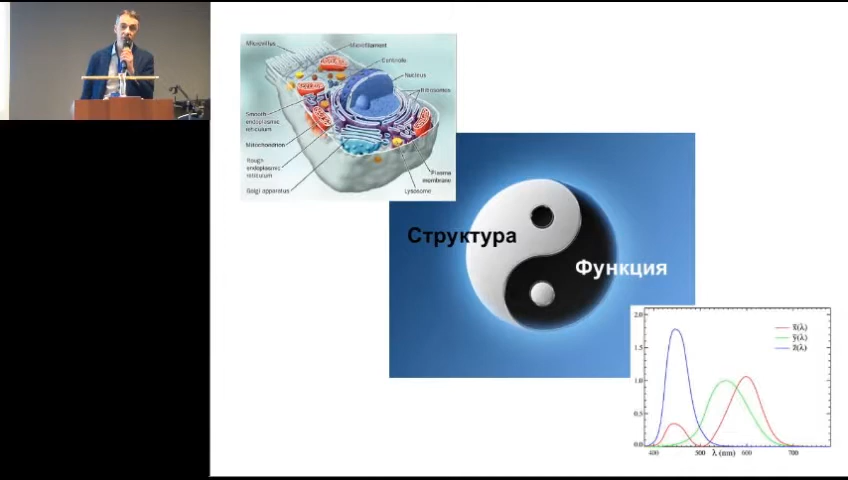 Microvillus
Microfilament
Centriole
Nucleus
Ribosomes
Smooth
endoplasmic
reticulum
Mitochondrion
Rough
endoplasmic
reticulum
Golgi apparatus
Plasma
membrane
Lysosome
Структура
Функция
2.0
1.5
1.0
0.5
0.0
x̄(λ)
ȳ(λ)
z̄(λ)
400
500
λ (nm)
600
700